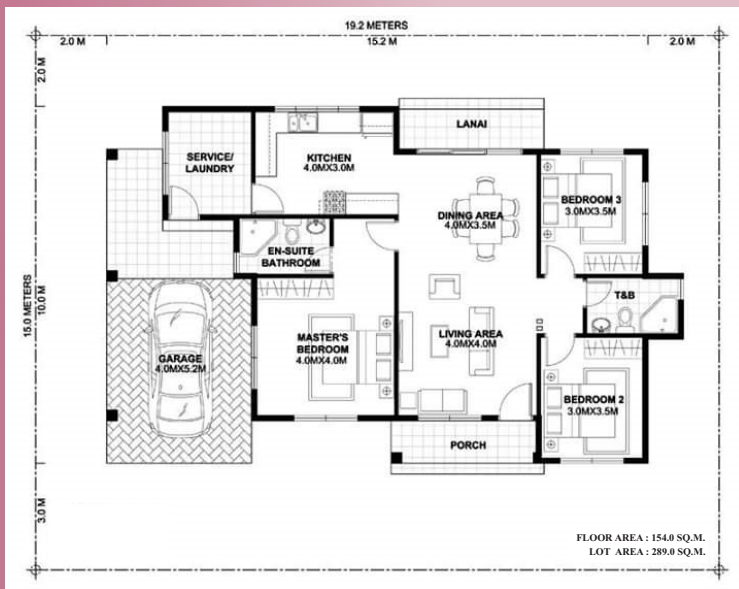 19.2 METERS
2.0 M
15.2 M
2.0 M
2.0 M
LANAI
SERVICE/
LAUNDRY
KITCHEN
4.0MX3.0M
BEDROOM 3
3.0MX3.5M
DINING AREA
4.0MX3.5M
EN-SUITE
BATHROOM
15.0 METERS
10.0 M
T&B
MASTER'S
BEDROOM
4.0MX4.0M
LIVING AREA
4.0MX4.0M
GARAGE
4.0MX5.2M
BEDROOM 2
3.0MX3.5M
PORCH
3.0 M
FLOOR AREA : 154.0 SQ.M.
LOT AREA : 289.0 SQ.M.